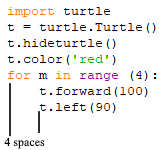 import turtle
t = turtle.Turtle()
t.hideturtle()
t.color('red')
for m in range (4):
    t.forward(100)
    t.left(90)
4 spaces